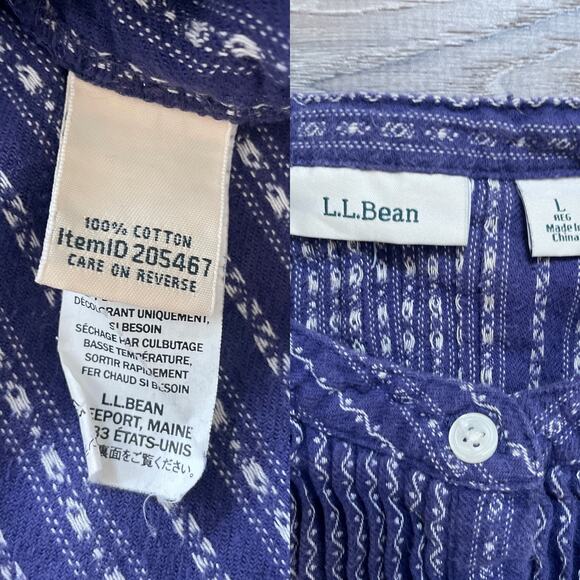 100% COTTON
ItemID 205467
CARE ON REVERSE
DÉCOLORANT UNIQUEMENT,
SI BESOIN
SÉCHAGE PAR CULBUTAGE
BASSE TEMPÉRATURE,
SORTIR RAPIDEMENT
FER CHAUD SI BESOIN
L.L.BEAN
EEPORT, MAINE
33 ÉTATS-UNIS
裏面をご覧ください。
L.L.Bean
L
REG
Made in
China